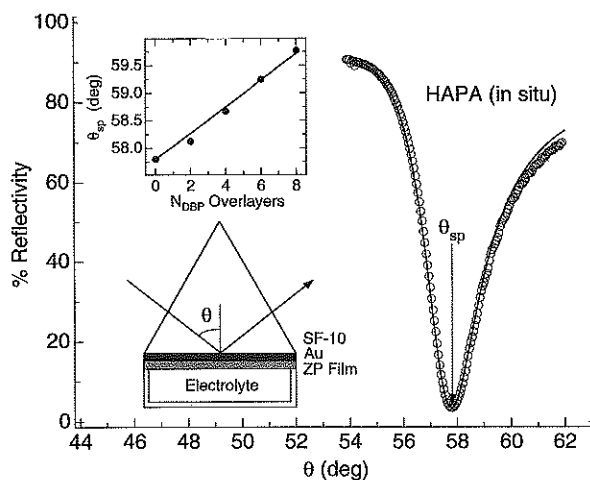 100
80
60
40
20
0
% Reflectivity
44
46
48
50
52
54
56
58
60
62
θ (deg)
HAPA (in situ)
θsp
59.5
59.0
58.5
58.0
θsp (deg)
0
2
4
6
8
NDBP Overlayers
θ
SF-10
Au
ZP Film
Electrolyte